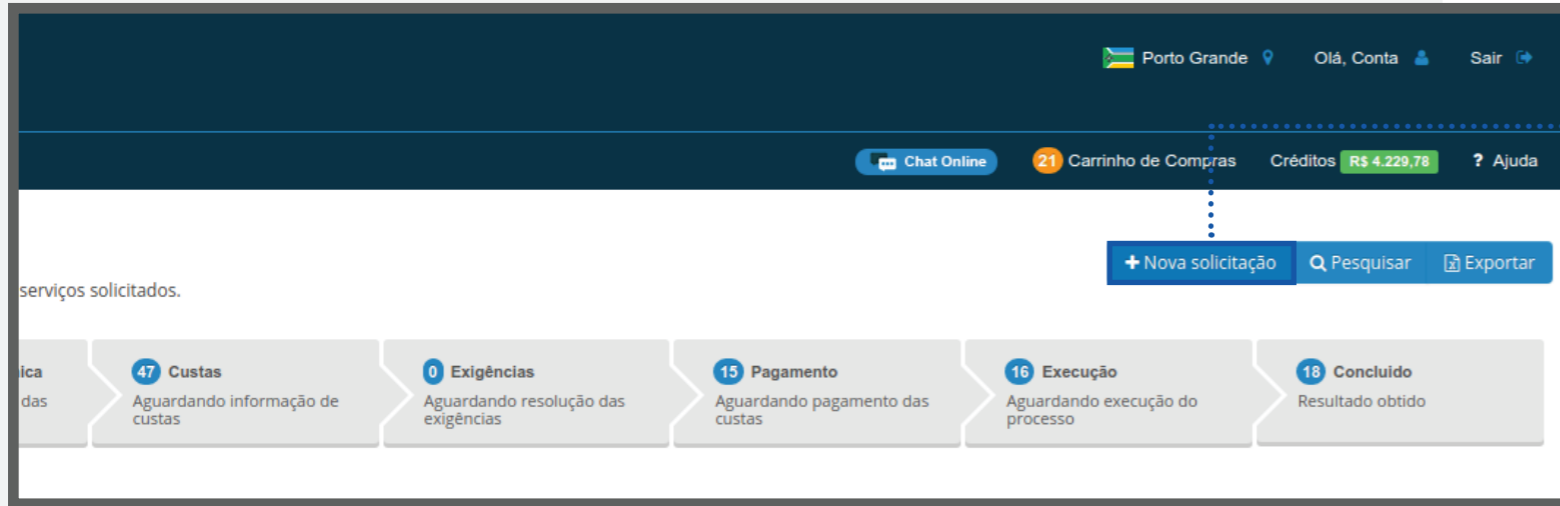 Porto Grande Olá, Conta Sair
Chat Online 21 Carrinho de Compras Créditos R$ 4.229,78 ? Ajuda
+ Nova solicitação Pesquisar Exportar
serviços solicitados.
47 Custas
Aguardando informação de
custas
0 Exigências
Aguardando resolução das
exigências
15 Pagamento
Aguardando pagamento das
custas
16 Execução
Aguardando execução do
processo
18 Concluido
Resultado obtido
das